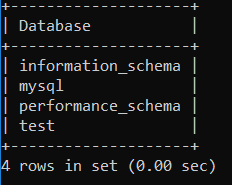 +--------------------+
| Database           |
+--------------------+
| information_schema |
| mysql              |
| performance_schema |
| test               |
+--------------------+
4 rows in set (0.00 sec)